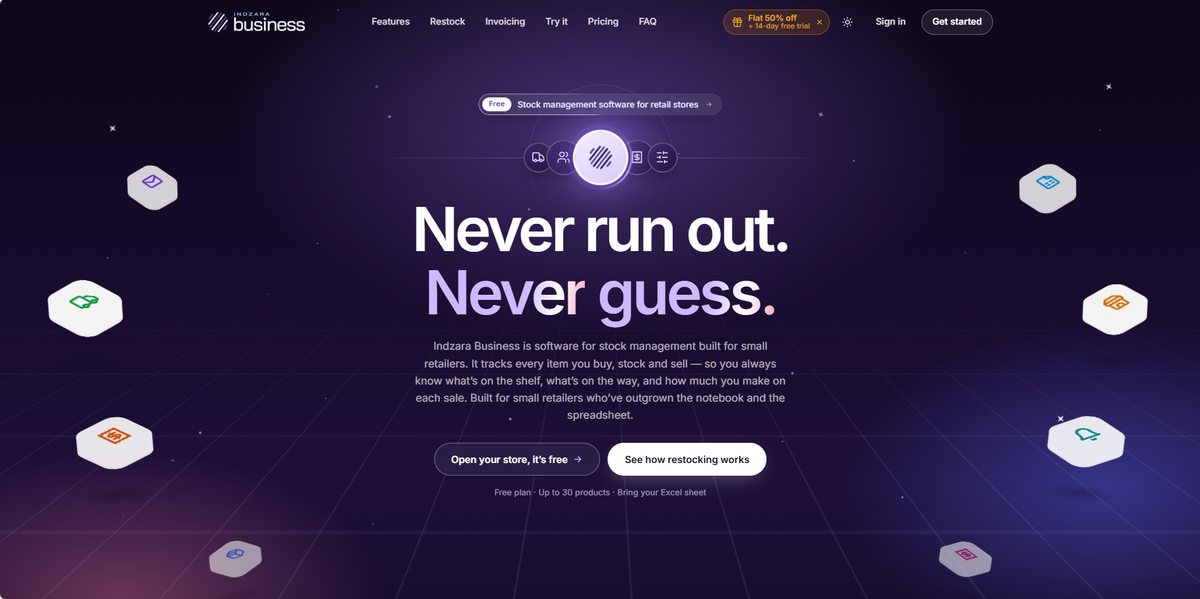 INDZARA
business
Features
Restock
Invoicing
Try it
Pricing
FAQ
Flat 50% off
+ 14-day free trial
×
Sign in
Get started
Free
Stock management software for retail stores →
Never run out.
Never guess.
Indzara Business is software for stock management built for small
retailers. It tracks every item you buy, stock and sell — so you always
know what’s on the shelf, what’s on the way, and how much you make on
each sale. Built for small retailers who’ve outgrown the notebook and the
spreadsheet.
Open your store, it’s free →
See how restocking works
Free plan · Up to 30 products · Bring your Excel sheet